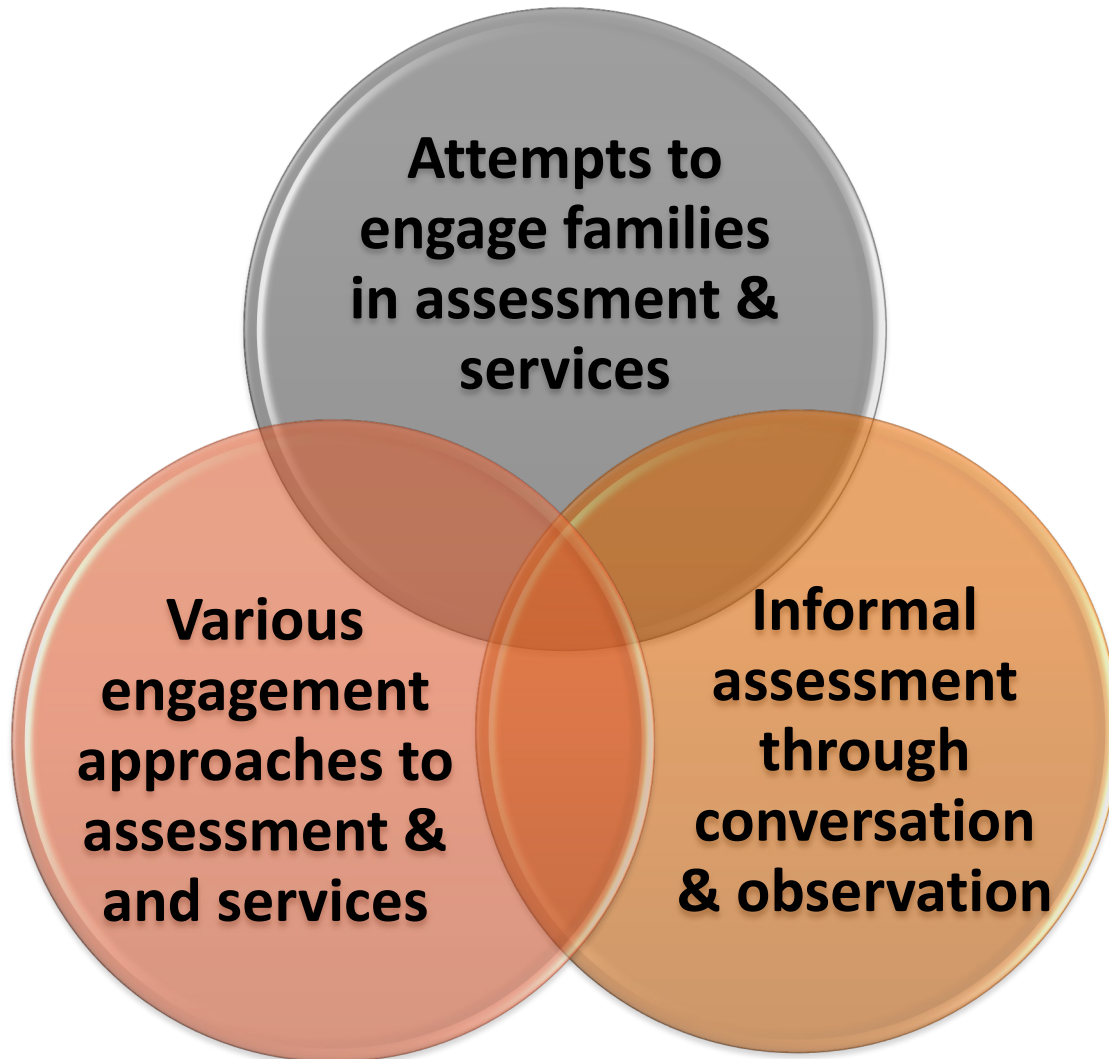 Attempts to
engage families
in assessment &
services
Various
engagement
approaches to
assessment &
and services
Informal
assessment
through
conversation
& observation